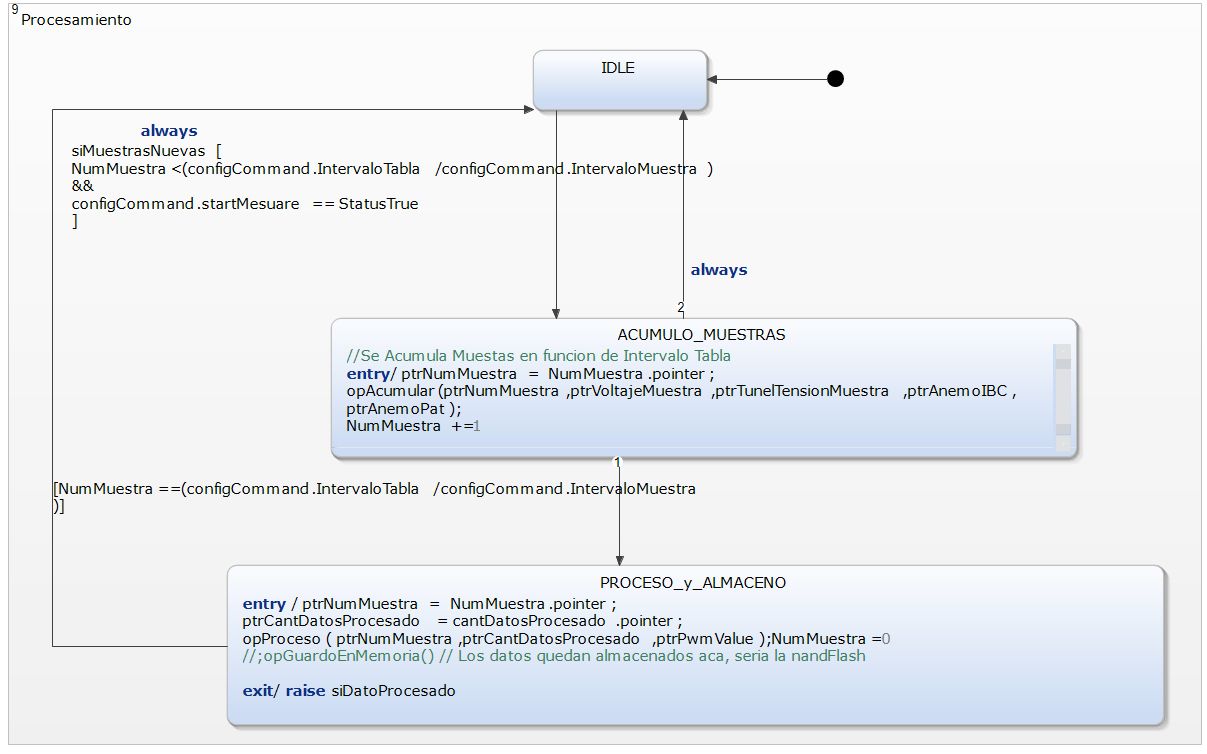 9
Procesamiento
IDLE
always
siMuestrasNuevas [
NumMuestra <(configCommand.IntervaloTabla /configCommand.IntervaloMuestra )
&&
configCommand.startMesuare == StatusTrue
]
always
2
ACUMULO_MUESTRAS
//Se Acumula Muestas en funcion de Intervalo Tabla
entry/ ptrNumMuestra = NumMuestra.pointer ;
opAcumular (ptrNumMuestra ,ptrVoltajeMuestra ,ptrTunelTensionMuestra ,ptrAnemoIBC ,
ptrAnemoPat );
NumMuestra +=1
1
[NumMuestra ==(configCommand.IntervaloTabla /configCommand.IntervaloMuestra
)]
PROCESO_y_ALMACENO
entry / ptrNumMuestra = NumMuestra.pointer ;
ptrCantDatosProcesado = cantDatosProcesado .pointer ;
opProceso ( ptrNumMuestra ,ptrCantDatosProcesado ,ptrPwmValue );NumMuestra =0
//;opGuardoEnMemoria() // Los datos quedan almacenados aca, seria la nandFlash
exit/ raise siDatoProcesado